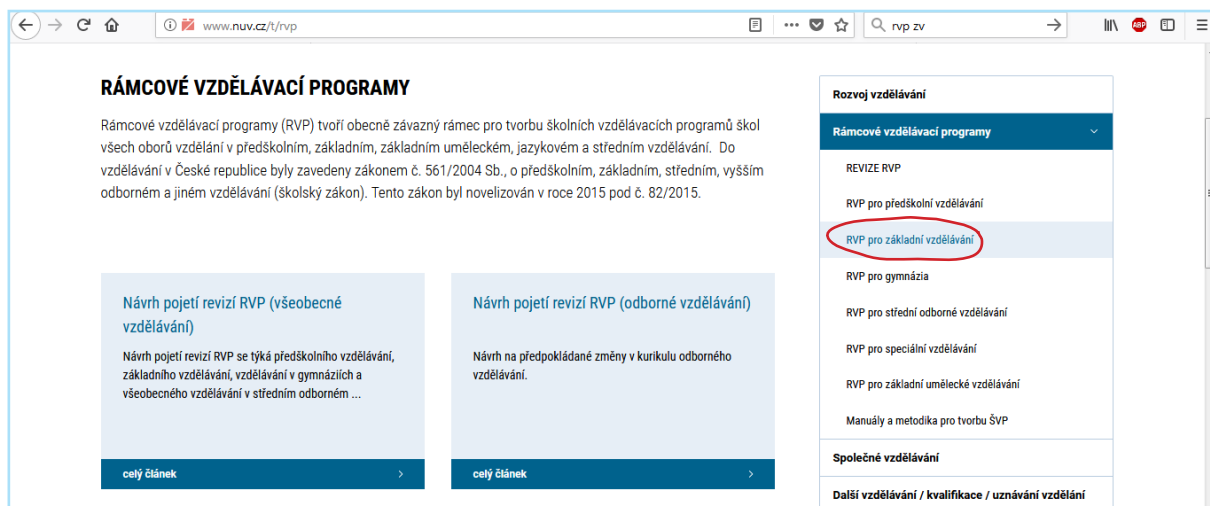 www.nuv.cz/t/rvp
rvp zv
ABP
RÁMCOVÉ VZDĚLÁVACÍ PROGRAMY
Rámcové vzdělávací programy (RVP) tvoří obecně závazný rámec pro tvorbu školních vzdělávacích programů škol
všech oborů vzdělání v předškolním, základním, základním uměleckém, jazykovém a středním vzdělávání. Do
vzdělávání v České republice byly zavedeny zákonem č. 561/2004 Sb., o předškolním, základním, středním, vyšším
odborném a jiném vzdělávání (školský zákon). Tento zákon byl novelizován v roce 2015 pod č. 82/2015.
Návrh pojetí revizí RVP (všeobecné
vzdělávání)
Návrh pojetí revizí RVP se týká předškolního vzdělávání,
základního vzdělávání, vzdělávání v gymnáziích a
všeobecného vzdělávání v středním odborném ...
celý článek
Návrh pojetí revizí RVP (odborné vzdělávání)
Návrh na předpokládané změny v kurikulu odborného
vzdělávání.
celý článek
Rozvoj vzdělávání
Rámcové vzdělávací programy
REVIZE RVP
RVP pro předškolní vzdělávání
RVP pro základní vzdělávání
RVP pro gymnázia
RVP pro střední odborné vzdělávání
RVP pro speciální vzdělávání
RVP pro základní umělecké vzdělávání
Manuály a metodika pro tvorbu ŠVP
Společné vzdělávání
Další vzdělávání / kvalifikace / uznávání vzdělání